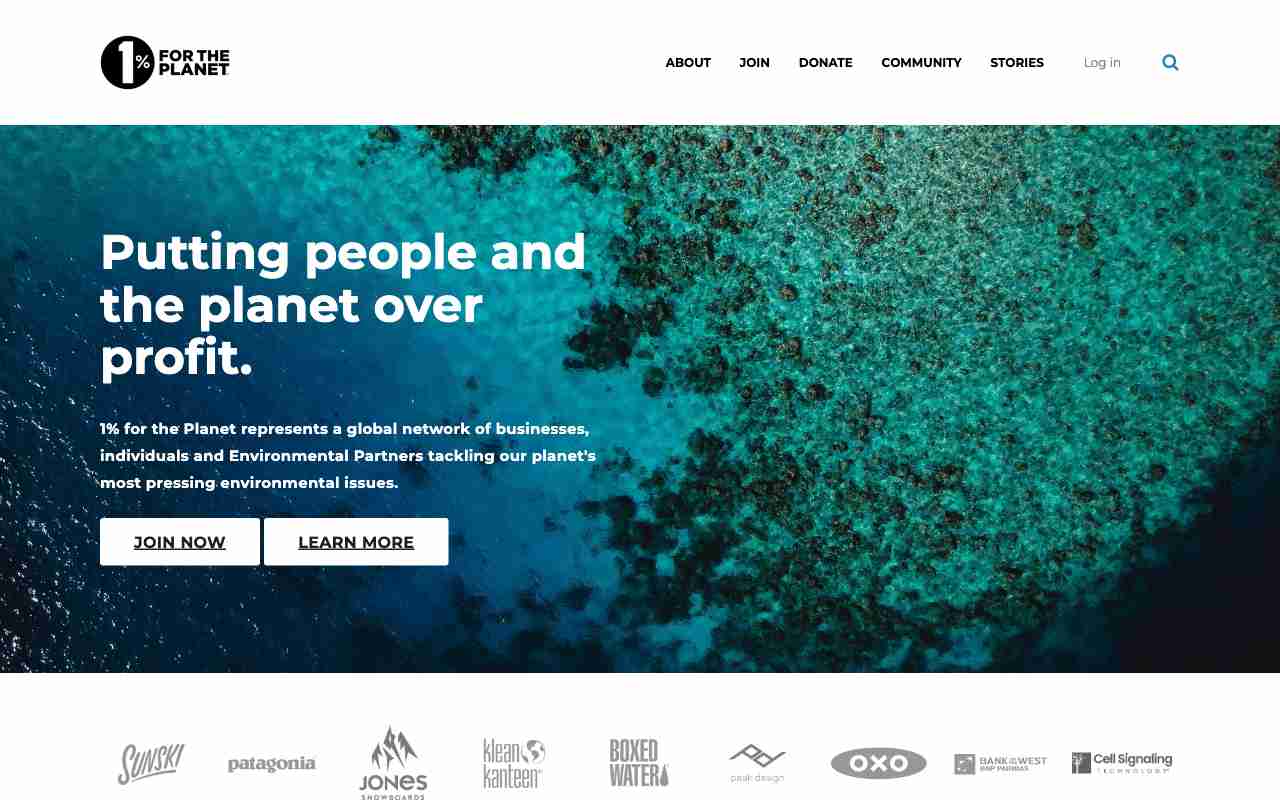 1% FOR THE
PLANET
ABOUT JOIN DONATE COMMUNITY STORIES Log in
Putting people and
the planet over
profit.
1% for the Planet represents a global network of businesses,
individuals and Environmental Partners tackling our planet's
most pressing environmental issues.
JOIN NOW LEARN MORE
SUNSKI
patagonia
JONES
SNOWBOARDS
klean
kanteen
BOXED
WATER
peak design
OXO
BANK OF THE WEST
BNP PARIBAS
Cell Signaling
TECHNOLOGY